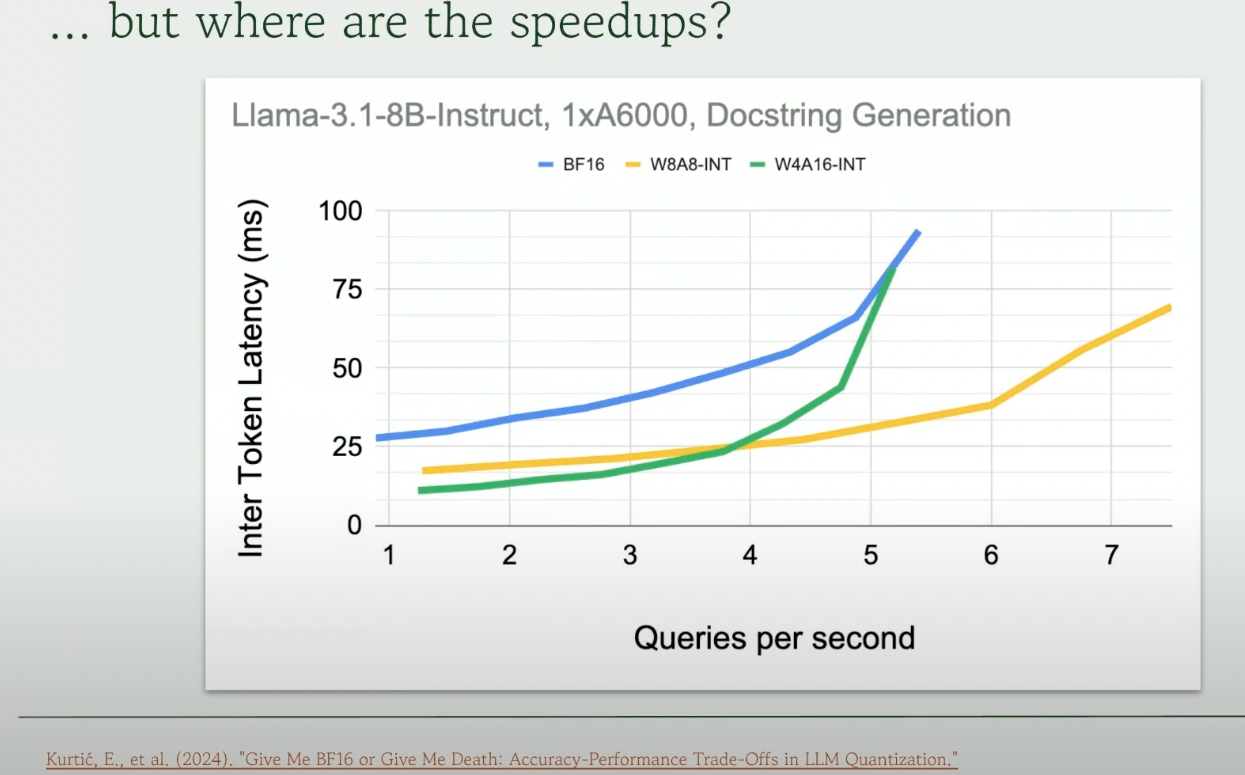 ... but where are the speedups?
Llama-3.1-8B-Instruct, 1xA6000, Docstring Generation
BF16 W8A8-INT W4A16-INT
Inter Token Latency (ms)
100
75
50
25
0
1 2 3 4 5 6 7
Queries per second
Kurtić, E., et al. (2024). "Give Me BF16 or Give Me Death: Accuracy-Performance Trade-Offs in LLM Quantization."